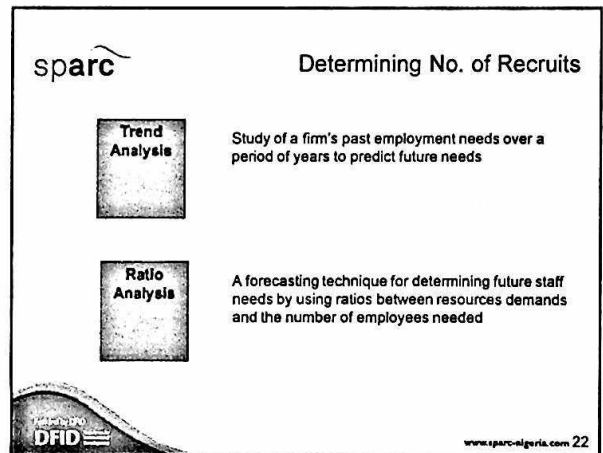 sparc
Determining No. of Recruits
Trend
Analysis
Study of a firm's past employment needs over a
period of years to predict future needs
Ratio
Analysis
A forecasting technique for determining future staff
needs by using ratios between resources demands
and the number of employees needed
DFID
www.sparc-nigeria.com 22